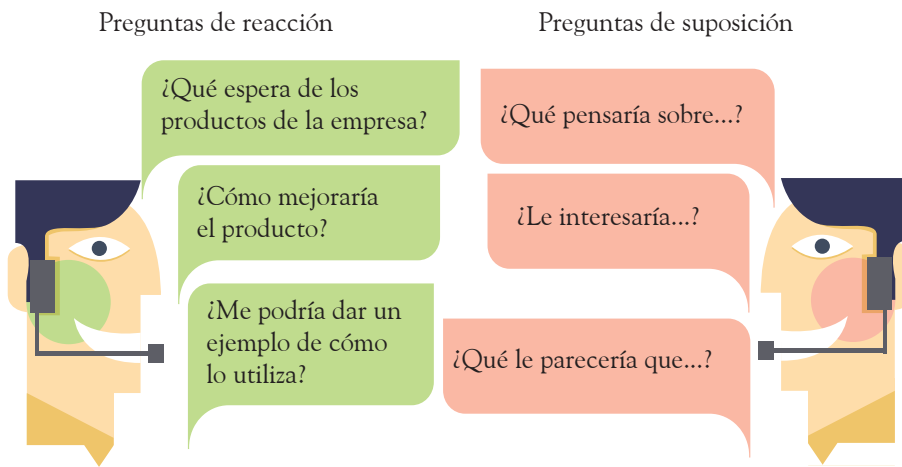 Preguntas de reacción
¿Qué espera de los
productos de la empresa?
¿Cómo mejoraría
el producto?
¿Me podría dar un
ejemplo de cómo
lo utiliza?
Preguntas de suposición
¿Qué pensaría sobre...?
¿Le interesaría...?
¿Qué le parecería que...?